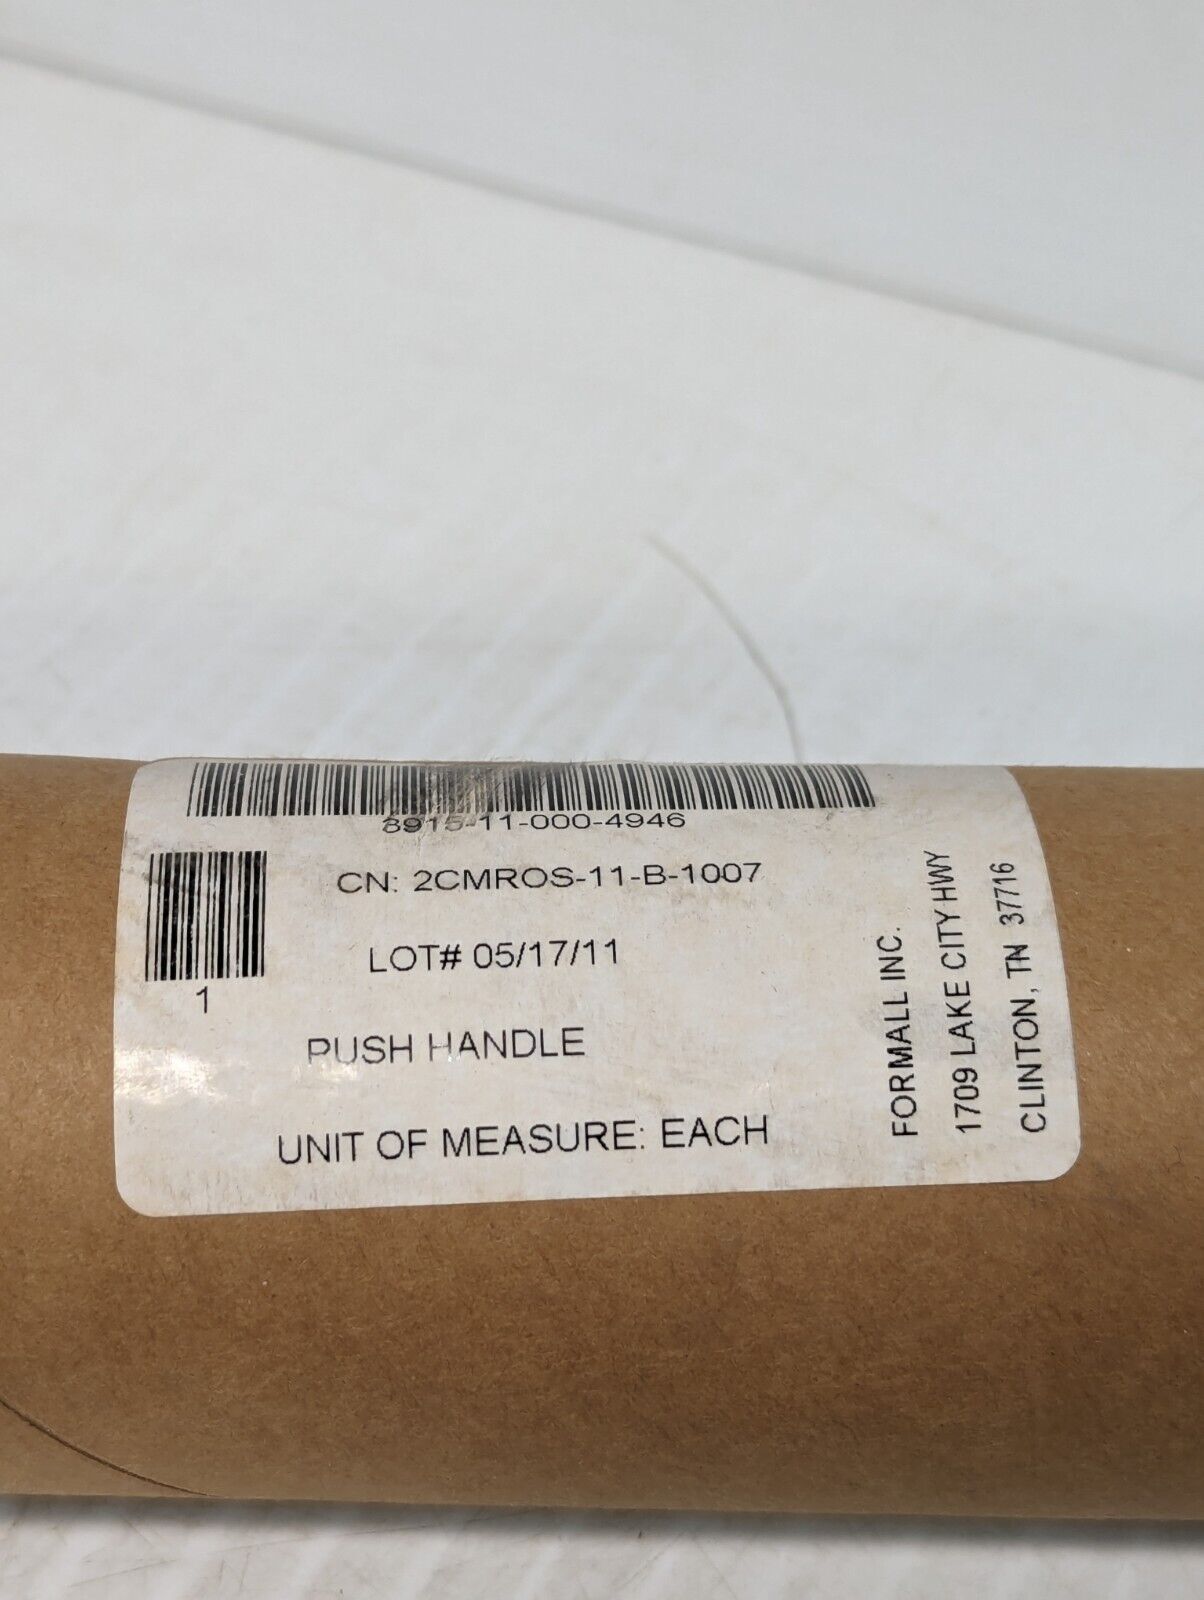 3915-11-000-4946
CN: 2CMROS-11-B-1007
LOT# 05/17/11
1
PUSH HANDLE
UNIT OF MEASURE: EACH
FORMALL INC.
1709 LAKE CITY HWY
CLINTON, TN 37716